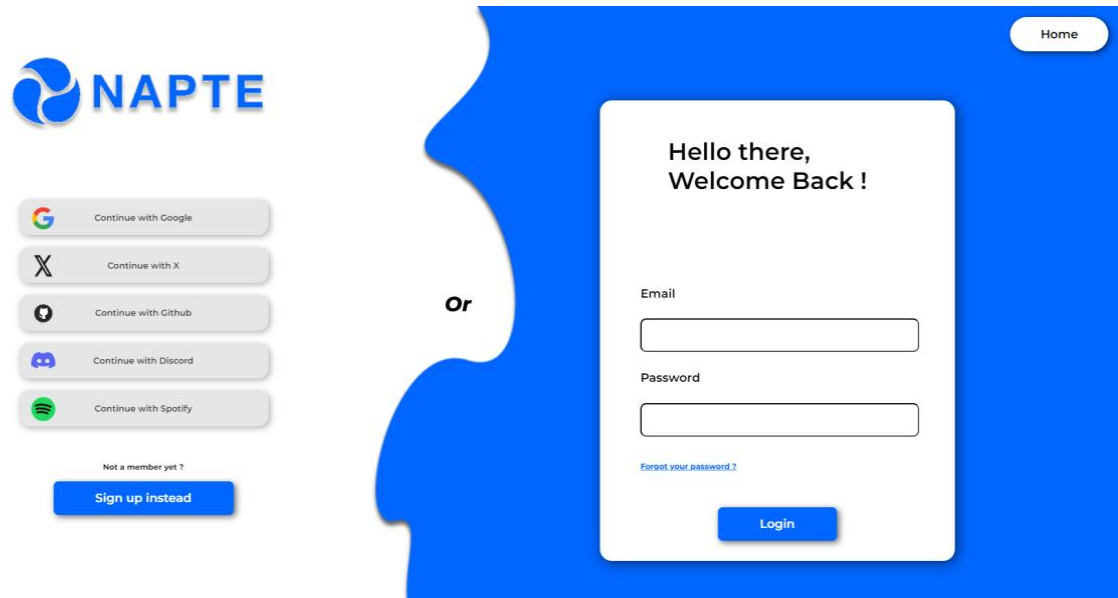 NAPTE
Continue with Google
Continue with X
Continue with Github
Continue with Discord
Continue with Spotify
Not a member yet ?
Sign up instead
Or
Home
Hello there,
Welcome Back !
Email
Password
Forgot your password ?
Login